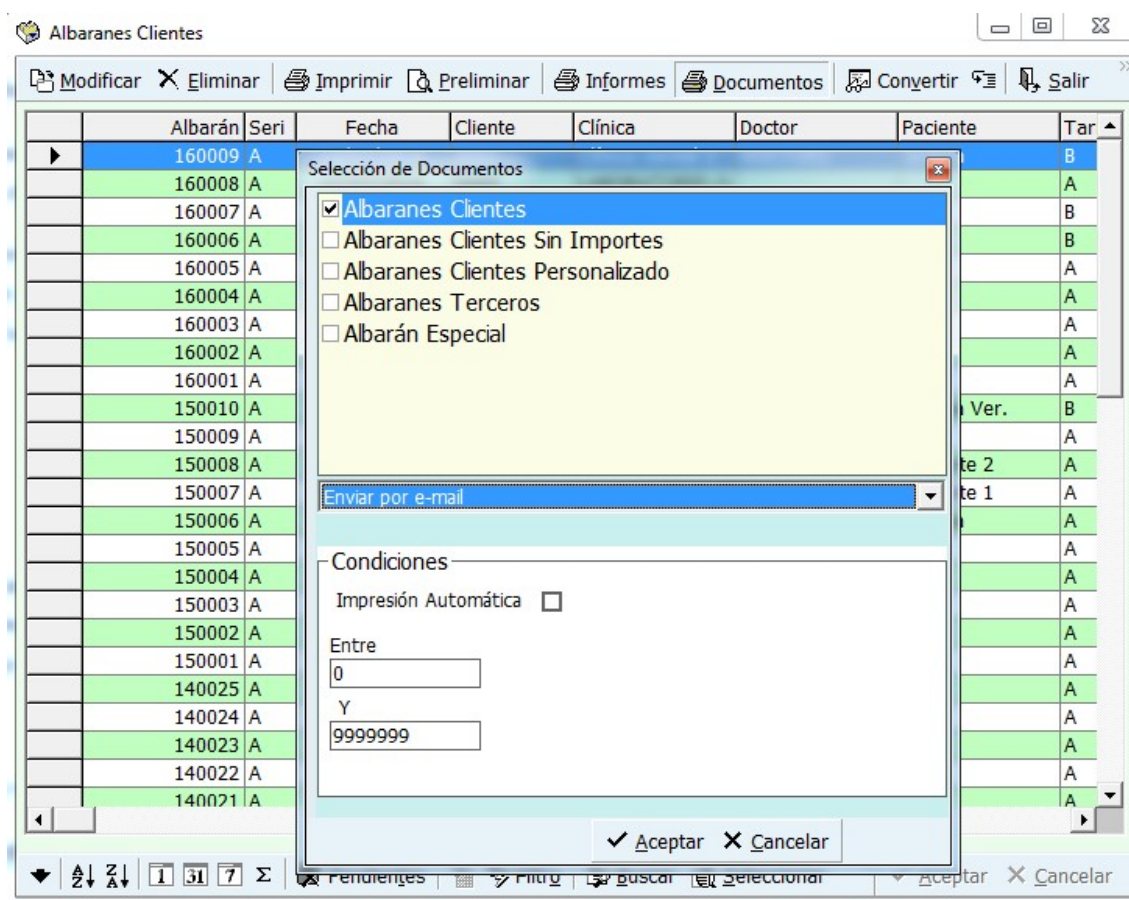 Albaranes Clientes
Modificar Eliminar Imprimir Preliminar Informes Documentos Convertir Salir
Albarán Seri Fecha Cliente Clínica Doctor Paciente Tar
160009 A B
Selección de Documentos
160008 A A
Albaranes Clientes
160007 A B
Albaranes Clientes Sin Importes
160006 A B
Albaranes Clientes Personalizado
160005 A A
Albaranes Terceros
160004 A A
Albarán Especial
160003 A A
160002 A A
160001 A A
150010 A Ver. B
150009 A A
150008 A te 2 A
150007 A te 1 A
Enviar por e-mail
150006 A A
150005 A A
Condiciones
150004 A A
Impresión Automática
150003 A A
150002 A A
Entre
150001 A A
0
140025 A A
Y
140024 A A
9999999
140023 A A
140022 A A
140021 A A
Aceptar Cancelar
1 31 7 Σ Pendientes Filtro Buscar Seleccionar Aceptar Cancelar